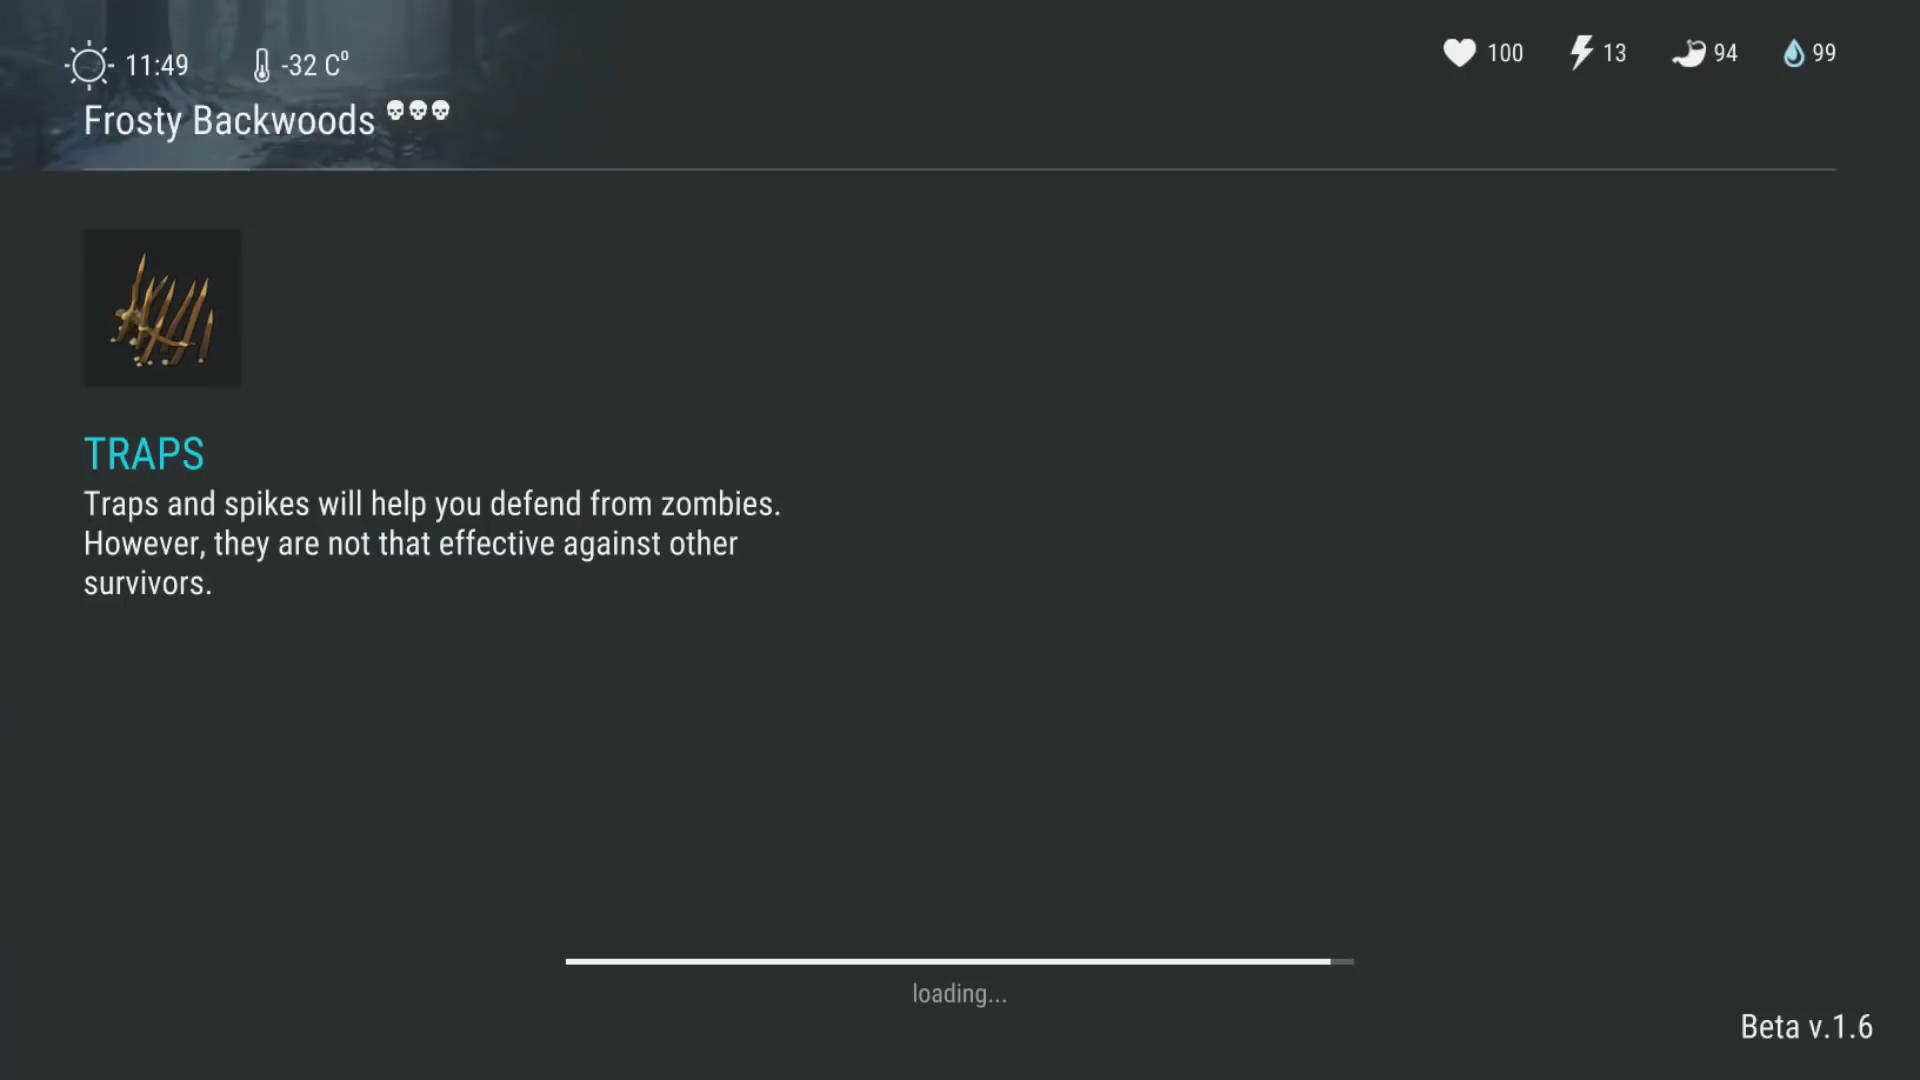 11:49
-32 C⁰
100
13
94
99
Frosty Backwoods
TRAPS
Traps and spikes will help you defend from zombies.
However, they are not that effective against other
survivors.
loading...
Beta v.1.6